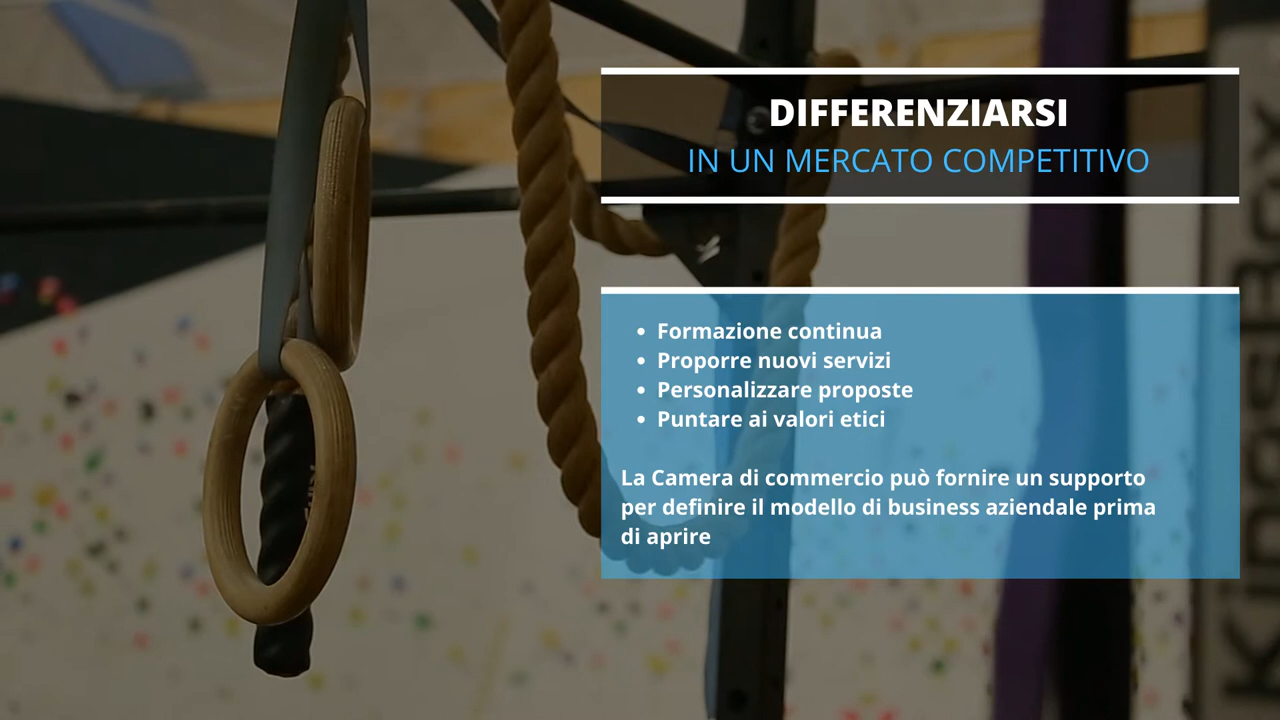 DIFFERENZIARSI
IN UN MERCATO COMPETITIVO
• Formazione continua
• Proporre nuovi servizi
• Personalizzare proposte
• Puntare ai valori etici
La Camera di commercio può fornire un supporto
per definire il modello di business aziendale prima
di aprire
KINGSBOX